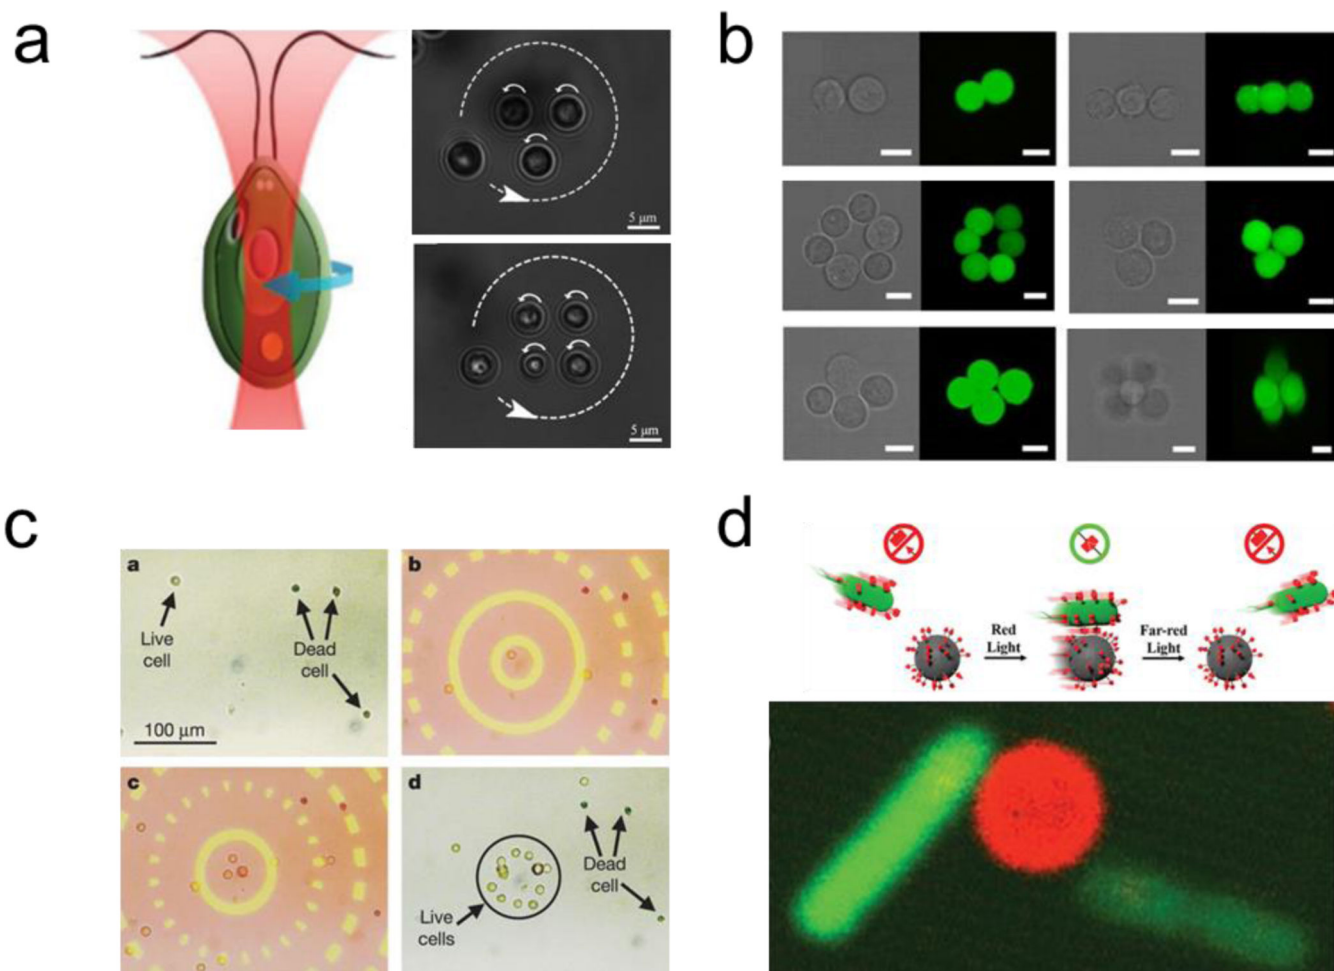 a
5 μm
5 μm
b
c
a
Live
cell
Dead
cell
100 μm
b
c
d
Dead
cell
Live
cells
d
Red
Light
Far-red
Light